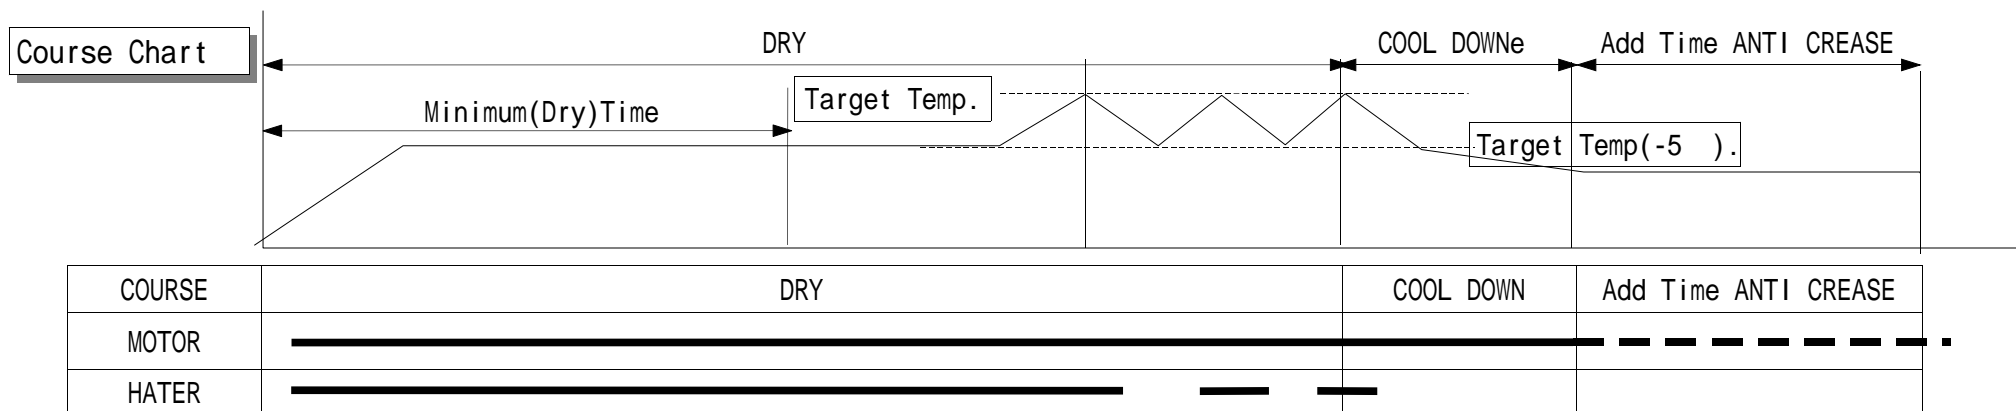 Course Chart
DRY
COOL DOWNe
Add Time ANTI CREASE
Minimum(Dry)Time
Target Temp.
Target Temp(-5  ).
COURSE
DRY
COOL DOWN
Add Time ANTI CREASE
MOTOR
HATER